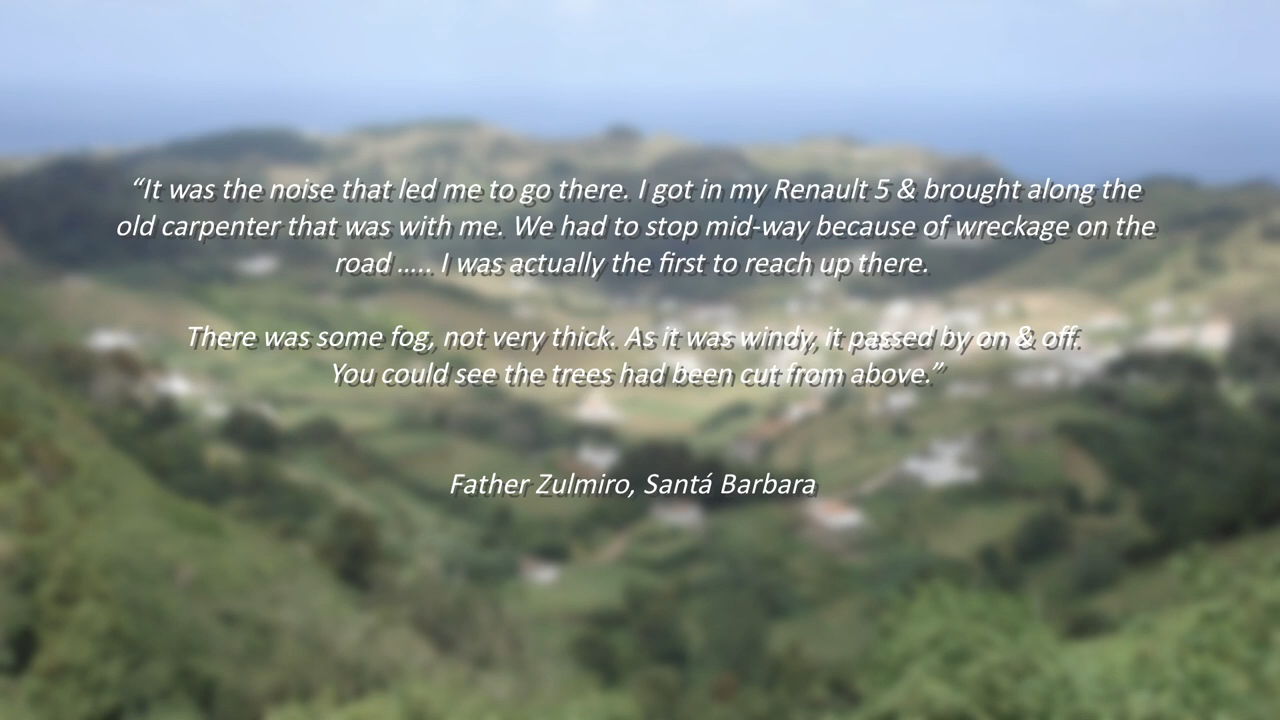 “It was the noise that led me to go there. I got in my Renault 5 & brought along the
old carpenter that was with me. We had to stop mid-way because of wreckage on the
road ..... I was actually the first to reach up there.
There was some fog, not very thick. As it was windy, it passed by on & off.
You could see the trees had been cut from above.”
Father Zulmiro, Santá Barbara